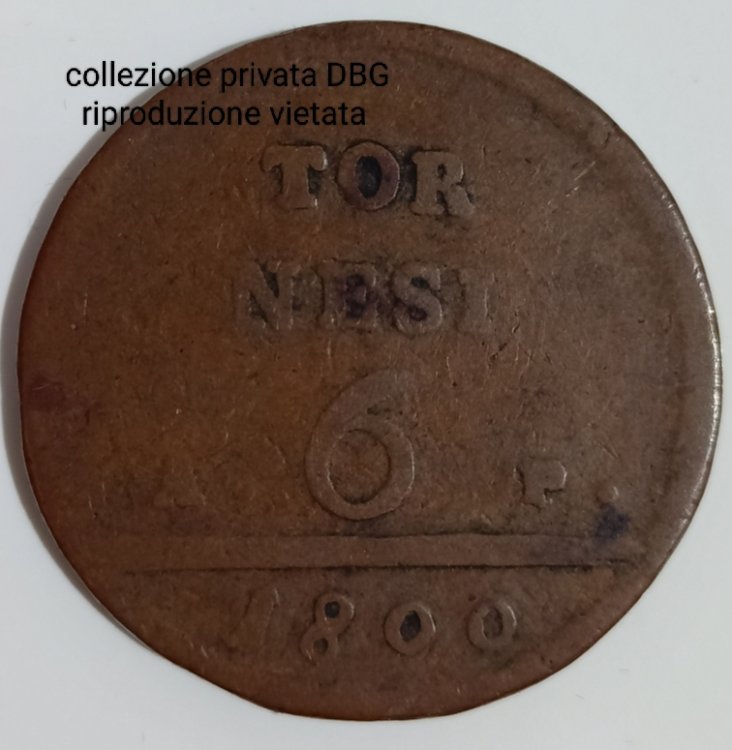 collezione privata DBG
riproduzione vietata
TOR
NESI
6
A. P.
1800